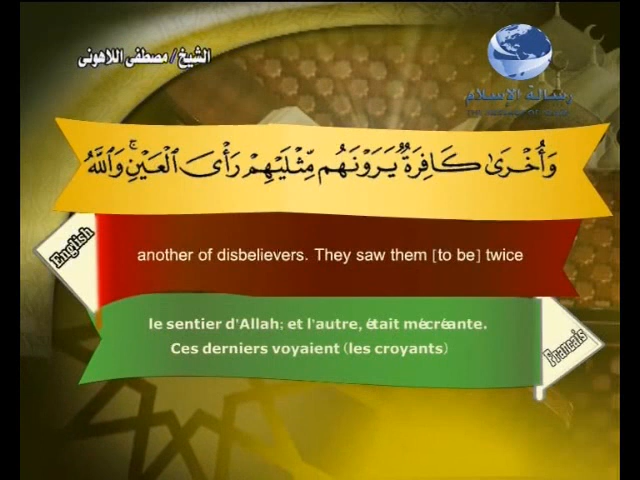 الشيخ / مصطفى اللاهونى
رسالة الإسلام
وَأُخْرَىٰ كَافِرَةٌ يَرَوْنَهُم مِّثْلَيْهِمْ رَأْىَ الْعَيْنِ ۚ وَاللَّهُ
English
another of disbelievers. They saw them [to be] twice
le sentier d'Allah; et l'autre, était mécréante.
Ces derniers voyaient (les croyants)
Francais